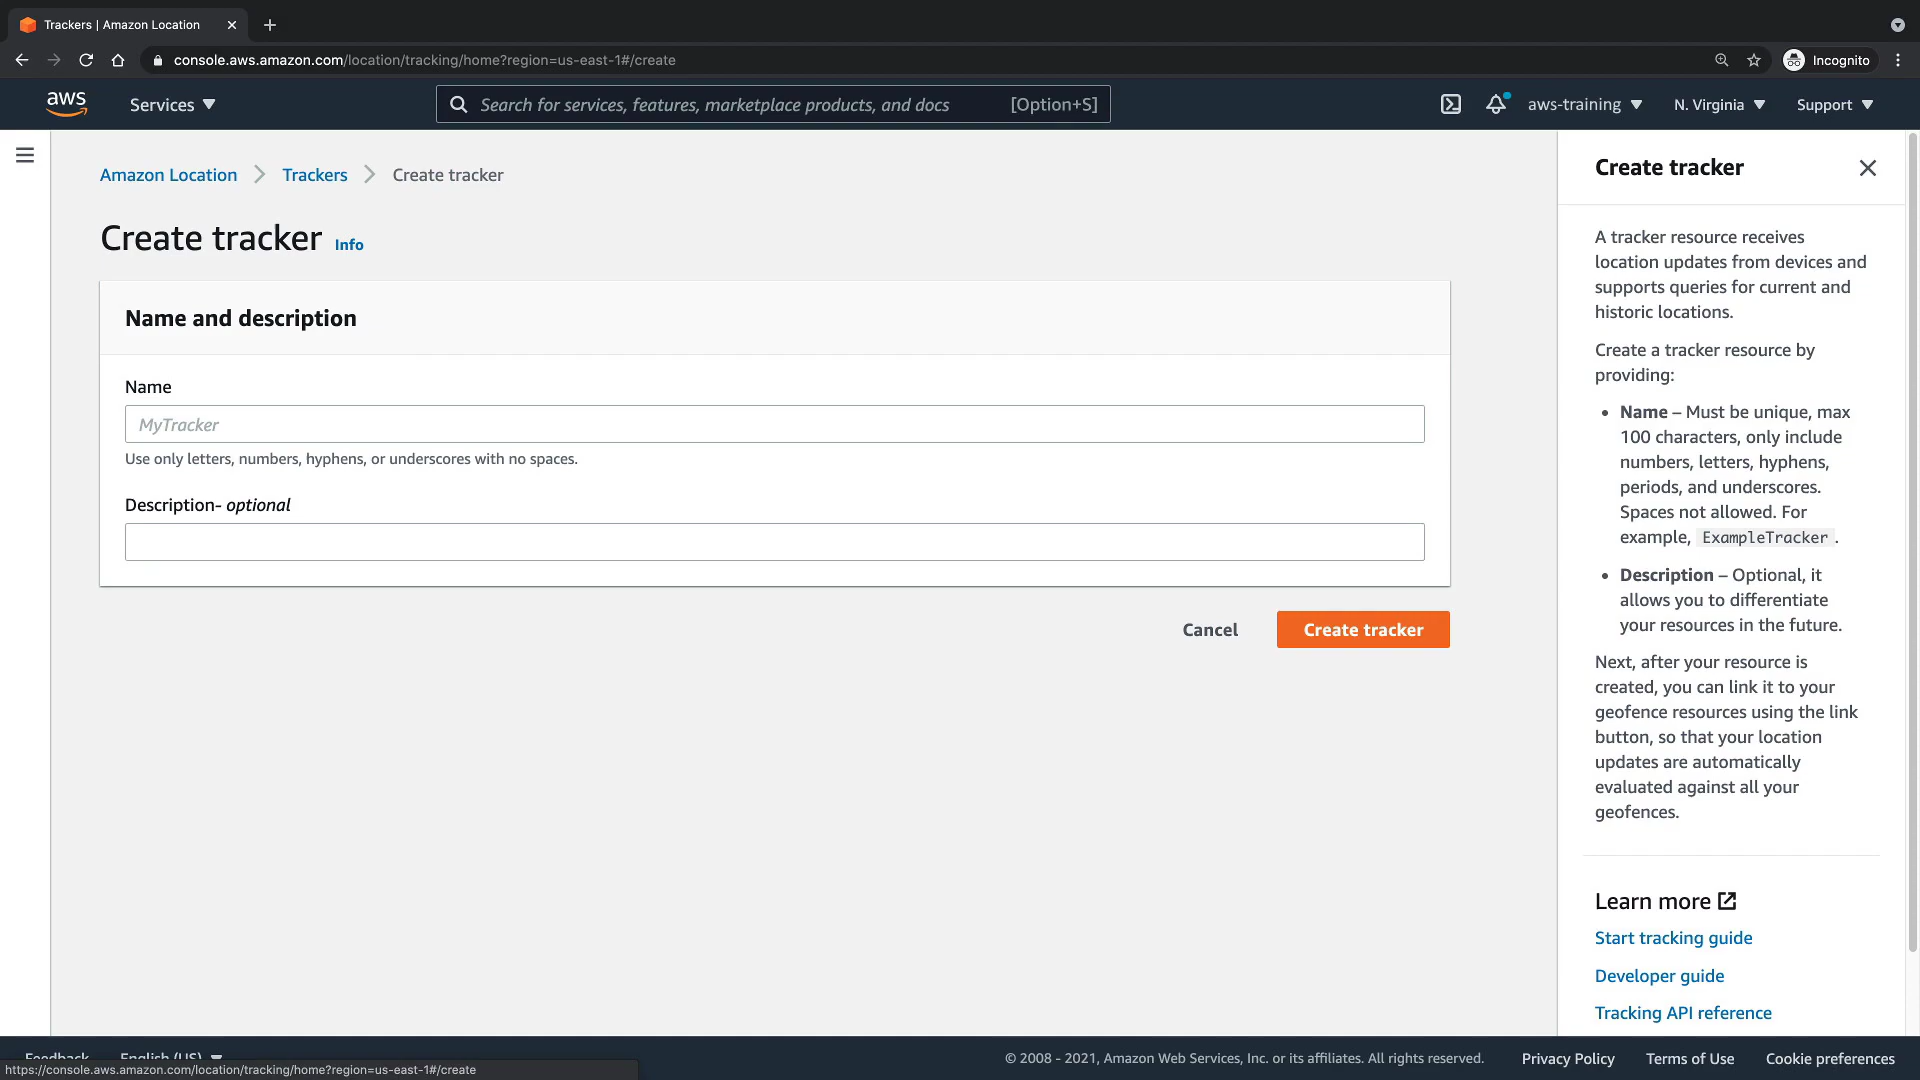 Trackers | Amazon Location
console.aws.amazon.com/location/tracking/home?region=us-east-1#/create
Incognito
aws
Services
Search for services, features, marketplace products, and docs
[Option+S]
aws-training
N. Virginia
Support
Amazon Location
Trackers
Create tracker
Create tracker
Info
Name and description
Name
MyTracker
Use only letters, numbers, hyphens, or underscores with no spaces.
Description- optional
Cancel
Create tracker
Create tracker
A tracker resource receives
location updates from devices and
supports queries for current and
historic locations.
Create a tracker resource by
providing:
• Name – Must be unique, max
100 characters, only include
numbers, letters, hyphens,
periods, and underscores.
Spaces not allowed. For
example, ExampleTracker .
• Description – Optional, it
allows you to differentiate
your resources in the future.
Next, after your resource is
created, you can link it to your
geofence resources using the link
button, so that your location
updates are automatically
evaluated against all your
geofences.
Learn more
Start tracking guide
Developer guide
Tracking API reference
Feedback
English (US)
© 2008 - 2021, Amazon Web Services, Inc. or its affiliates. All rights reserved.
Privacy Policy
Terms of Use
Cookie preferences
https://console.aws.amazon.com/location/tracking/home?region=us-east-1#/create